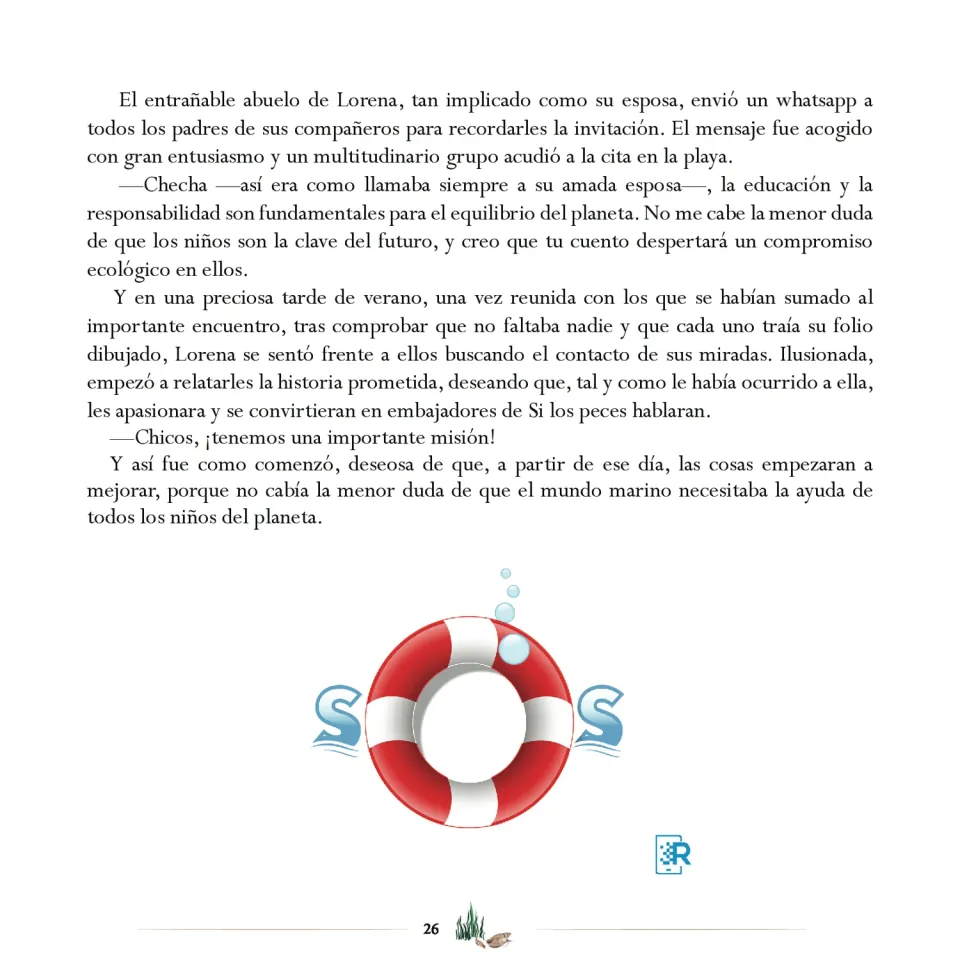 El entrañable abuelo de Lorena, tan implicado como su esposa, envió un whatsapp a
todos los padres de sus compañeros para recordarles la invitación. El mensaje fue acogido
con gran entusiasmo y un multitudinario grupo acudió a la cita en la playa.
—Checha —así era como llamaba siempre a su amada esposa—, la educación y la
responsabilidad son fundamentales para el equilibrio del planeta. No me cabe la menor duda
de que los niños son la clave del futuro, y creo que tu cuento despertará un compromiso
ecológico en ellos.
Y en una preciosa tarde de verano, una vez reunida con los que se habían sumado al
importante encuentro, tras comprobar que no faltaba nadie y que cada uno traía su folio
dibujado, Lorena se sentó frente a ellos buscando el contacto de sus miradas. Ilusionada,
empezó a relatarles la historia prometida, deseando que, tal y como le había ocurrido a ella,
les apasionara y se convirtieran en embajadores de Si los peces hablaran.
—Chicos, ¡tenemos una importante misión!
Y así fue como comenzó, deseosa de que, a partir de ese día, las cosas empezaran a
mejorar, porque no cabía la menor duda de que el mundo marino necesitaba la ayuda de
todos los niños del planeta.
S S
R
26